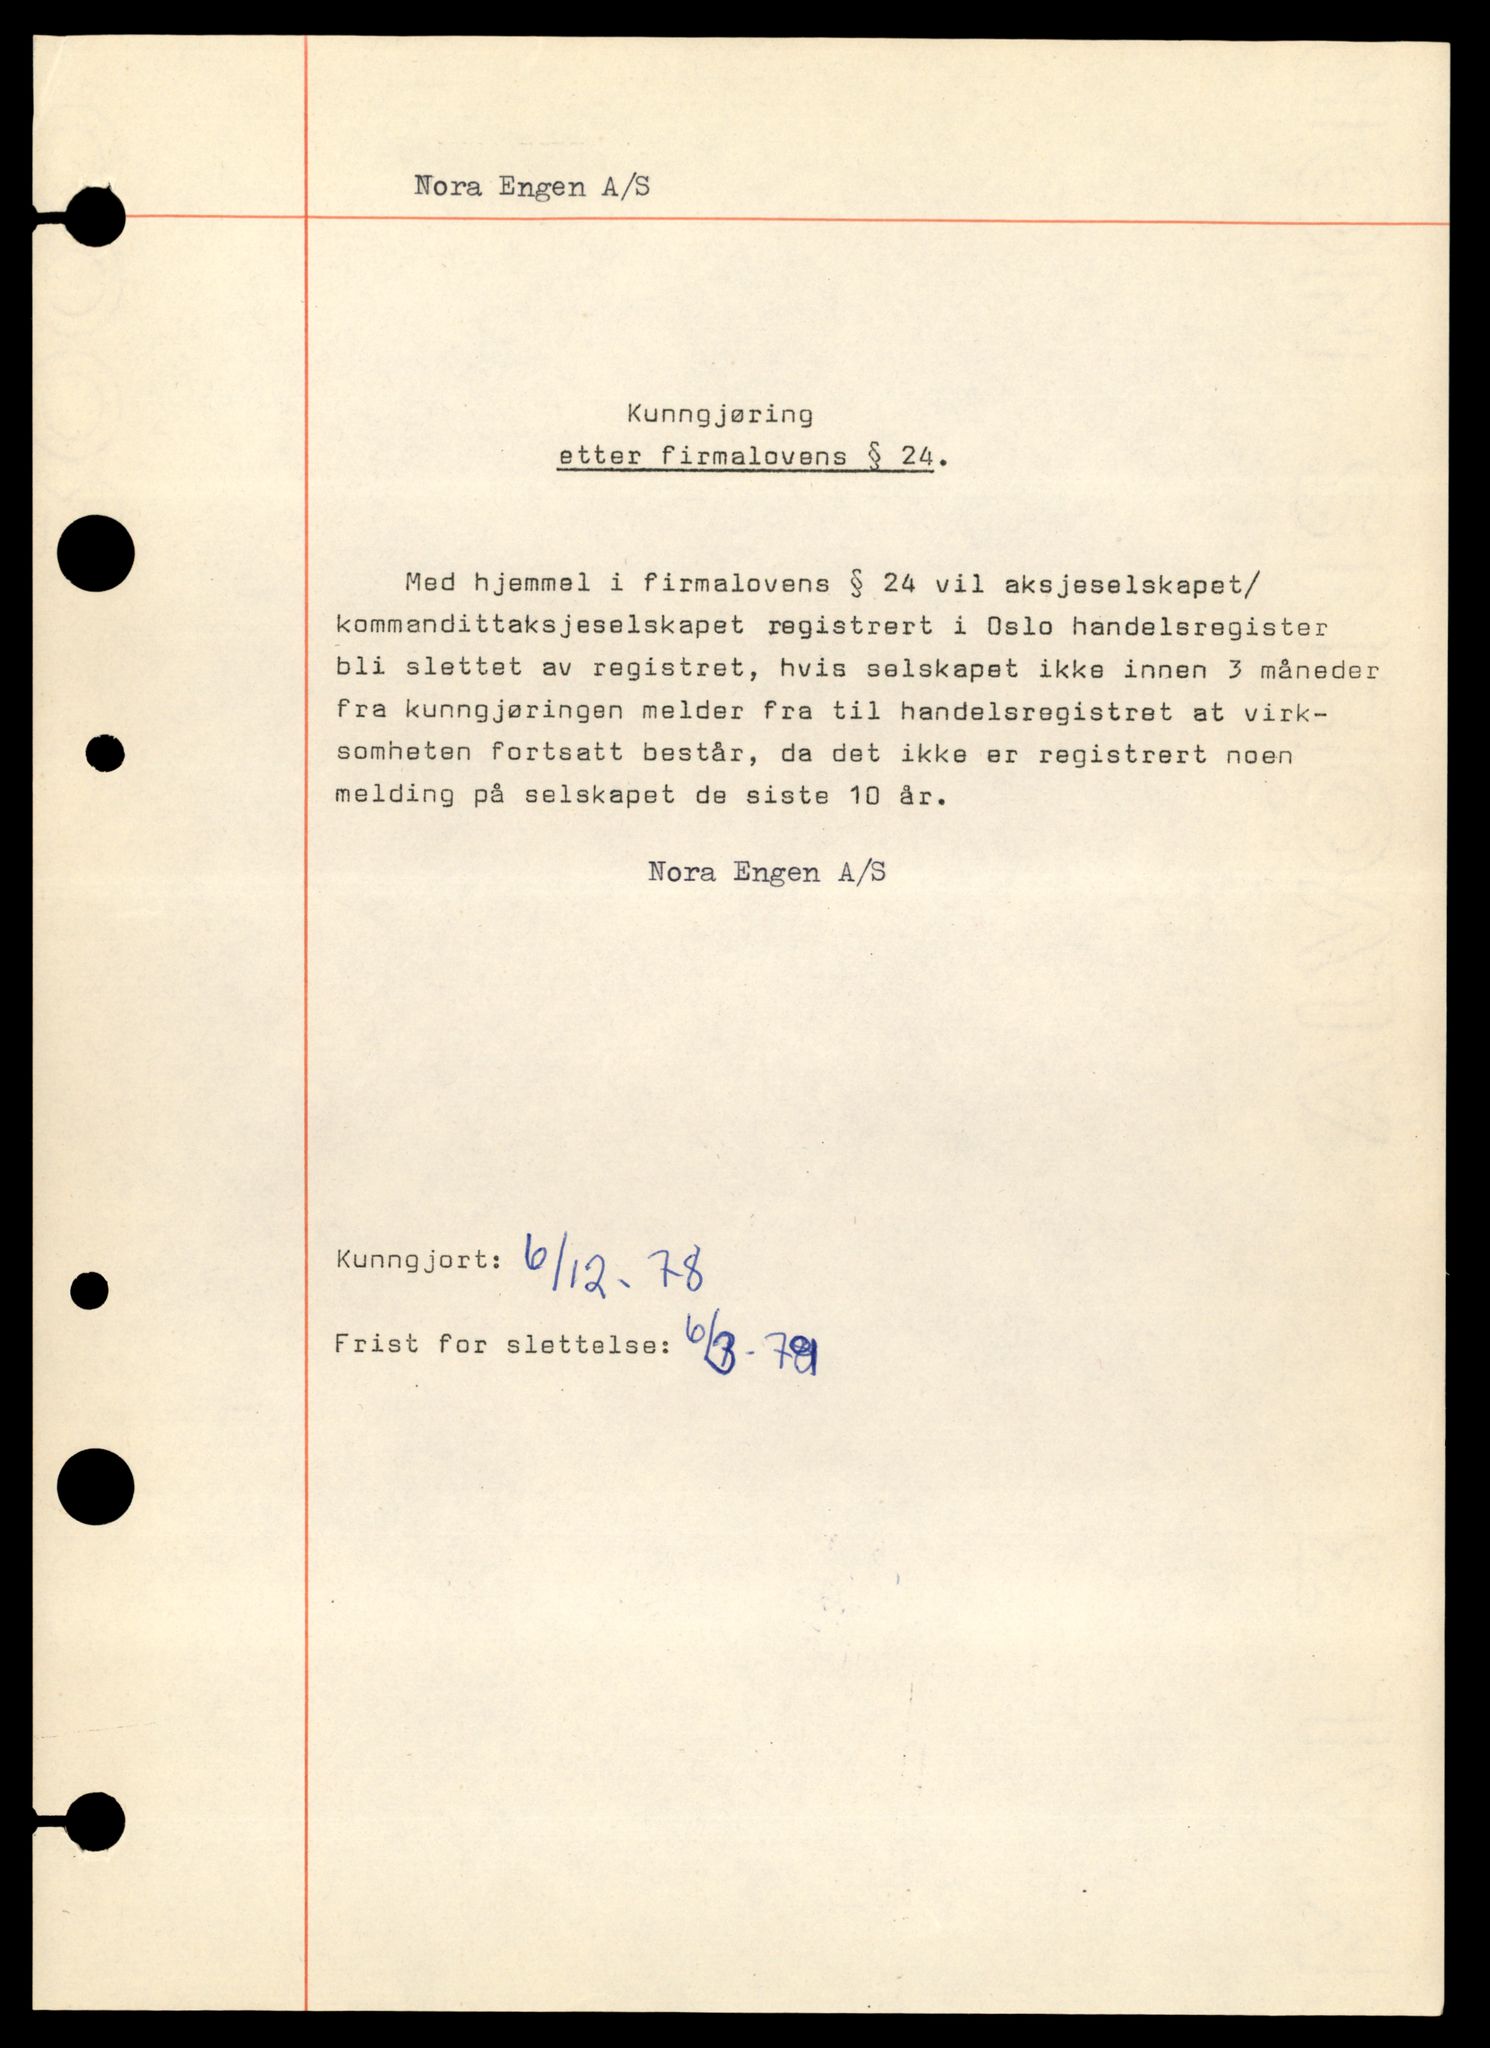 Nora Engen A/S
Kunngjøring
etter firmalovens § 24.
Med hjemmel i firmalovens § 24 vil aksjeselskapet/
kommandittaksjeselskapet registrert i Oslo handelsregister
bli slettet av registret, hvis selskapet ikke innen 3 måneder
fra kunngjøringen melder fra til handelsregistret at virk-
somheten fortsatt består, da det ikke er registrert noen
melding på selskapet de siste 10 år.
Nora Engen A/S
Kunngjort: 6/12. 78
Frist for slettelse: 6/3-79